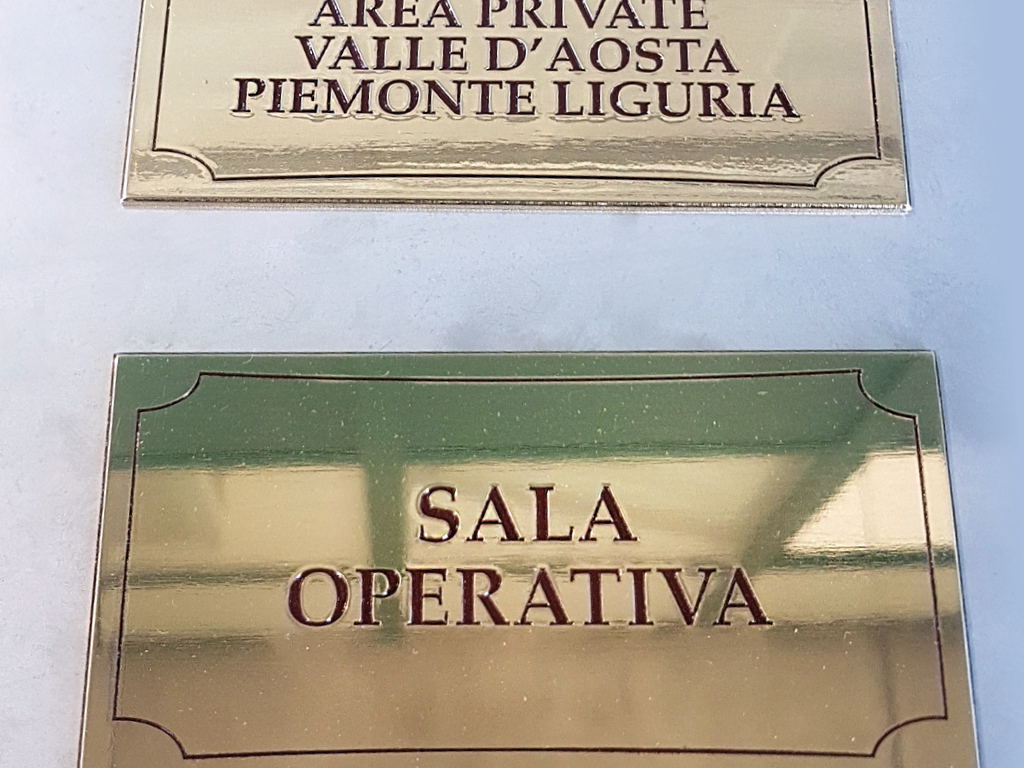 AREA PRIVATE
VALLE D'AOSTA
PIEMONTE LIGURIA
SALA
OPERATIVA